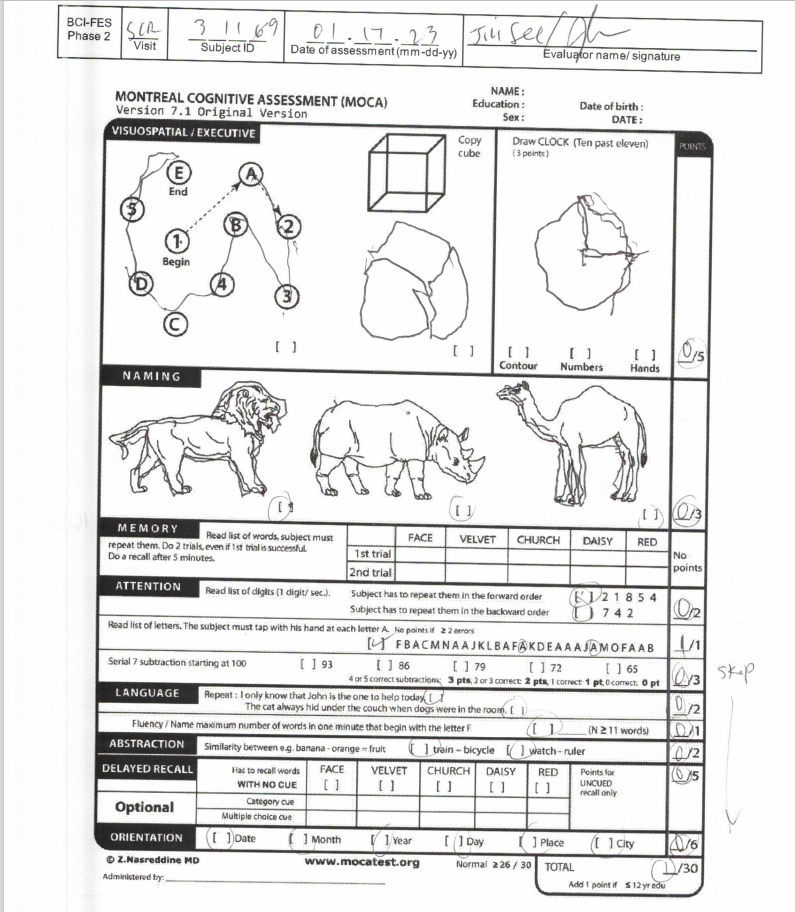 BCI-FES Phase 2
SCR Visit
3 11 69 Subject ID
01.17.23 Date of assessment (mm-dd-yy)
Evaluator name/ signature
MONTREAL COGNITIVE ASSESSMENT (MOCA)
Version 7.1 Original Version
NAME :
Education :
Sex :
Date of birth :
DATE :
VISUOSPATIAL / EXECUTIVE
Copy cube
Draw CLOCK (Ten past eleven)
(3 points)
POINTS
E
End
A
5
B
2
1
Begin
D
4
3
C
[ ]
[ ]
[ ] Contour
[ ] Numbers
[ ] Hands
0/5
NAMING
[ ] [ ] [ ]
0/3
MEMORY
Read list of words, subject must
repeat them. Do 2 trials, even if 1st trial is successful.
Do a recall after 5 minutes.
FACE VELVET CHURCH DAISY RED
1st trial
2nd trial
No points
ATTENTION
Read list of digits (1 digit/ sec.).
Subject has to repeat them in the forward order [ ] 2 1 8 5 4
Subject has to repeat them in the backward order [ ] 7 4 2
0/2
Read list of letters. The subject must tap with his hand at each letter A. No points if ≥ 2 errors
[✓] F B A C M N A A J K L B A F A K D E A A A J A M O F A A B
1/1
Serial 7 subtraction starting at 100 [ ] 93 [ ] 86 [ ] 79 [ ] 72 [ ] 65
4 or 5 correct subtractions: 3 pts, 2 or 3 correct: 2 pts, 1 correct: 1 pt, 0 correct: 0 pt
0/3
skip
LANGUAGE
Repeat : I only know that John is the one to help today. [ ]
The cat always hid under the couch when dogs were in the room. [ ]
0/2
Fluency / Name maximum number of words in one minute that begin with the letter F [ ] ____ (N ≥ 11 words)
0/1
ABSTRACTION
Similarity between e.g. banana - orange = fruit [ ] train – bicycle [ ] watch - ruler
0/2
DELAYED RECALL
Has to recall words
WITH NO CUE
FACE VELVET CHURCH DAISY RED
[ ] [ ] [ ] [ ] [ ]
Points for UNCUED recall only
0/5
Optional
Category cue
Multiple choice cue
ORIENTATION
[ ] Date [ ] Month [ ] Year [ ] Day [ ] Place [ ] City
0/6
© Z.Nasreddine MD
www.mocatest.org
Normal ≥ 26 / 30
TOTAL
1/30
Add 1 point if ≤ 12 yr edu
Administered by: